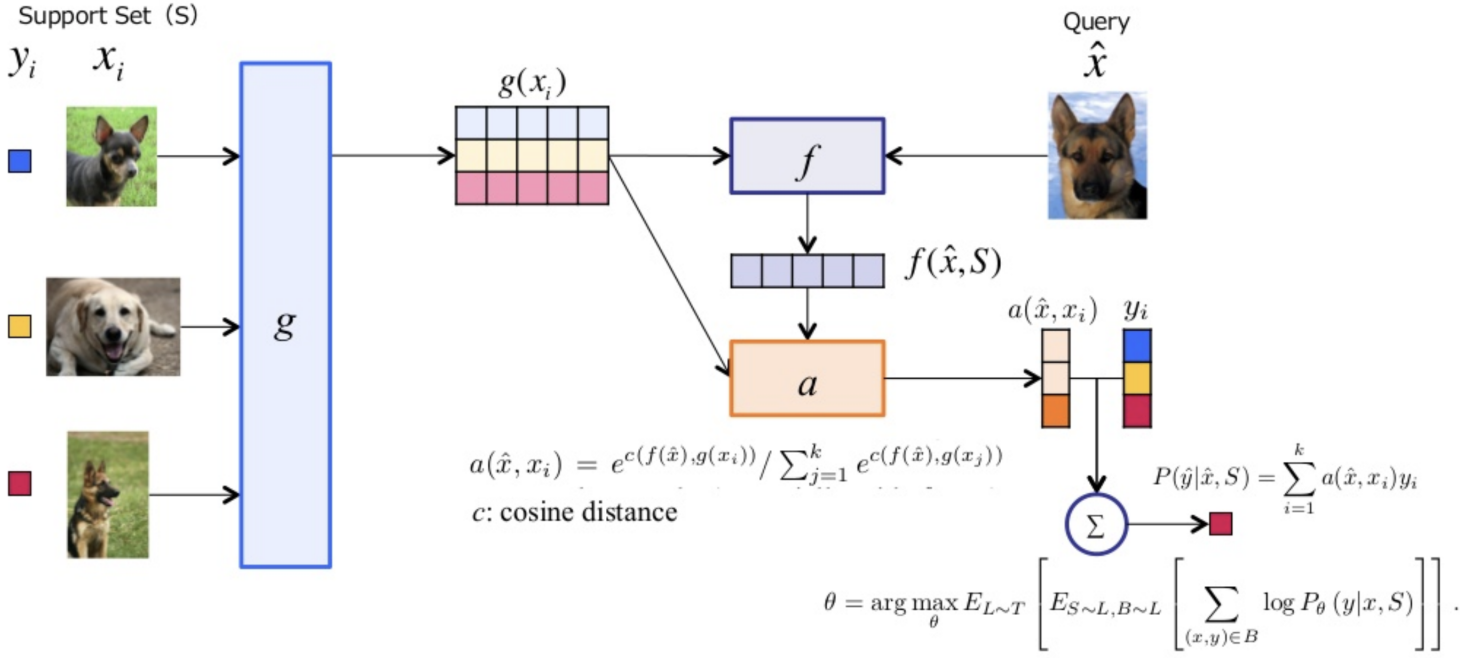 Support Set (S)
Query
y_i x_i
x̂
g(x_i)
g
f
f(x̂, S)
a
a(x̂, x_i) y_i
a(x̂, x_i) = e^{c(f(x̂),g(x_i))} / ∑_{j=1}^{k} e^{c(f(x̂),g(x_j))}
c: cosine distance
P(ŷ|x̂, S) = ∑_{i=1}^{k} a(x̂, x_i)y_i
Σ
θ = arg max_θ E_{L∼T} [ E_{S∼L,B∼L} [ ∑_{(x,y)∈B} log P_θ (y|x, S) ] ] .